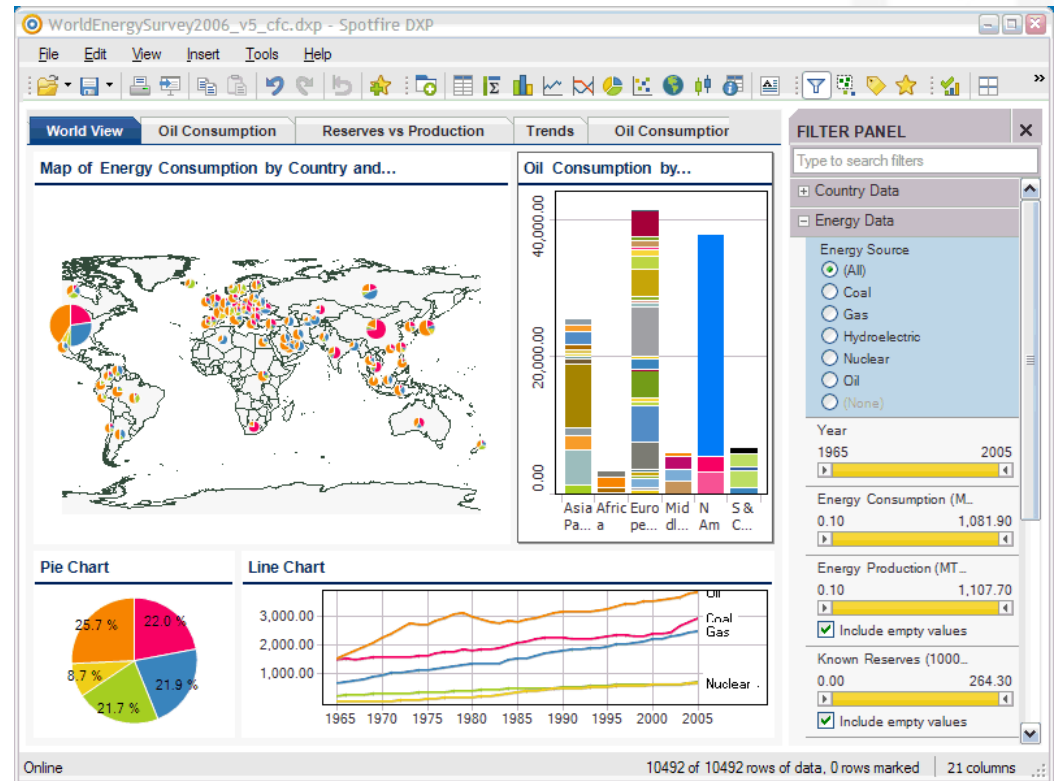 WorldEnergySurvey2006_v5_cfc.dxp - Spotfire DXP
File Edit View Insert Tools Help
World View Oil Consumption Reserves vs Production Trends Oil Consumption
Map of Energy Consumption by Country and...
Oil Consumption by...
40,000.00
20,000.00
0.00
Asia Afric Euro Mid N S &
Pa... a pe... dl... Am C...
Pie Chart
25.7 % 22.0 %
8.7 % 21.9 %
21.7 %
Line Chart
3,000.00
2,000.00
1,000.00
Oil
Coal
Gas
Nuclear .
1965 1970 1975 1980 1985 1990 1995 2000 2005
FILTER PANEL
Type to search filters
Country Data
Energy Data
Energy Source
(All)
Coal
Gas
Hydroelectric
Nuclear
Oil
(None)
Year
1965 2005
Energy Consumption (M...
0.10 1,081.90
Energy Production (MT...
0.10 1,107.70
Include empty values
Known Reserves (1000...
0.00 264.30
Include empty values
Online
10492 of 10492 rows of data, 0 rows marked 21 columns